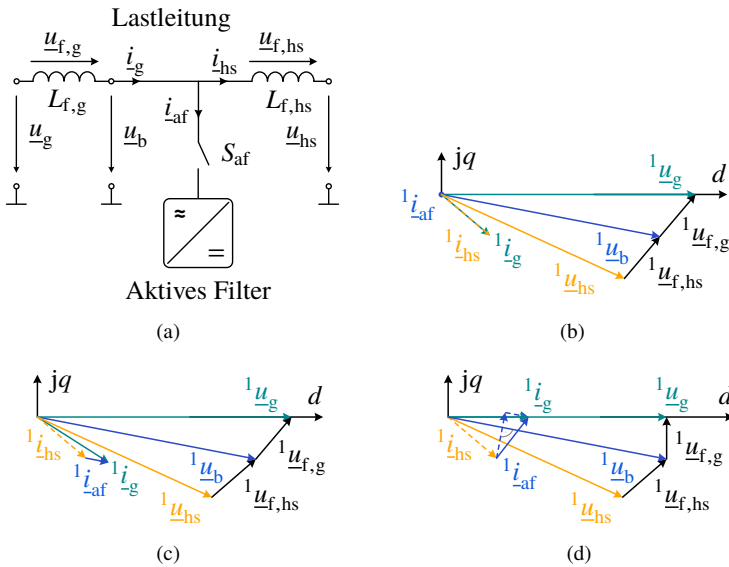 Lastleitung
u_f,g
i_g
i_hs
u_f,hs
L_f,g
i_af
L_f,hs
u_g
u_b
S_af
u_hs
≈
=
Aktives Filter
(a)
jq
¹u_g
d
¹i_af
¹i_hs
¹i_g
¹u_b
¹u_f,g
¹u_hs
¹u_f,hs
(b)
jq
¹u_g
d
¹i_hs
¹i_af
¹i_g
¹u_b
¹u_f,g
¹u_hs
¹u_f,hs
(c)
jq
¹i_g
¹u_g
d
¹i_hs
¹i_af
¹u_b
¹u_f,g
¹u_hs
¹u_f,hs
(d)